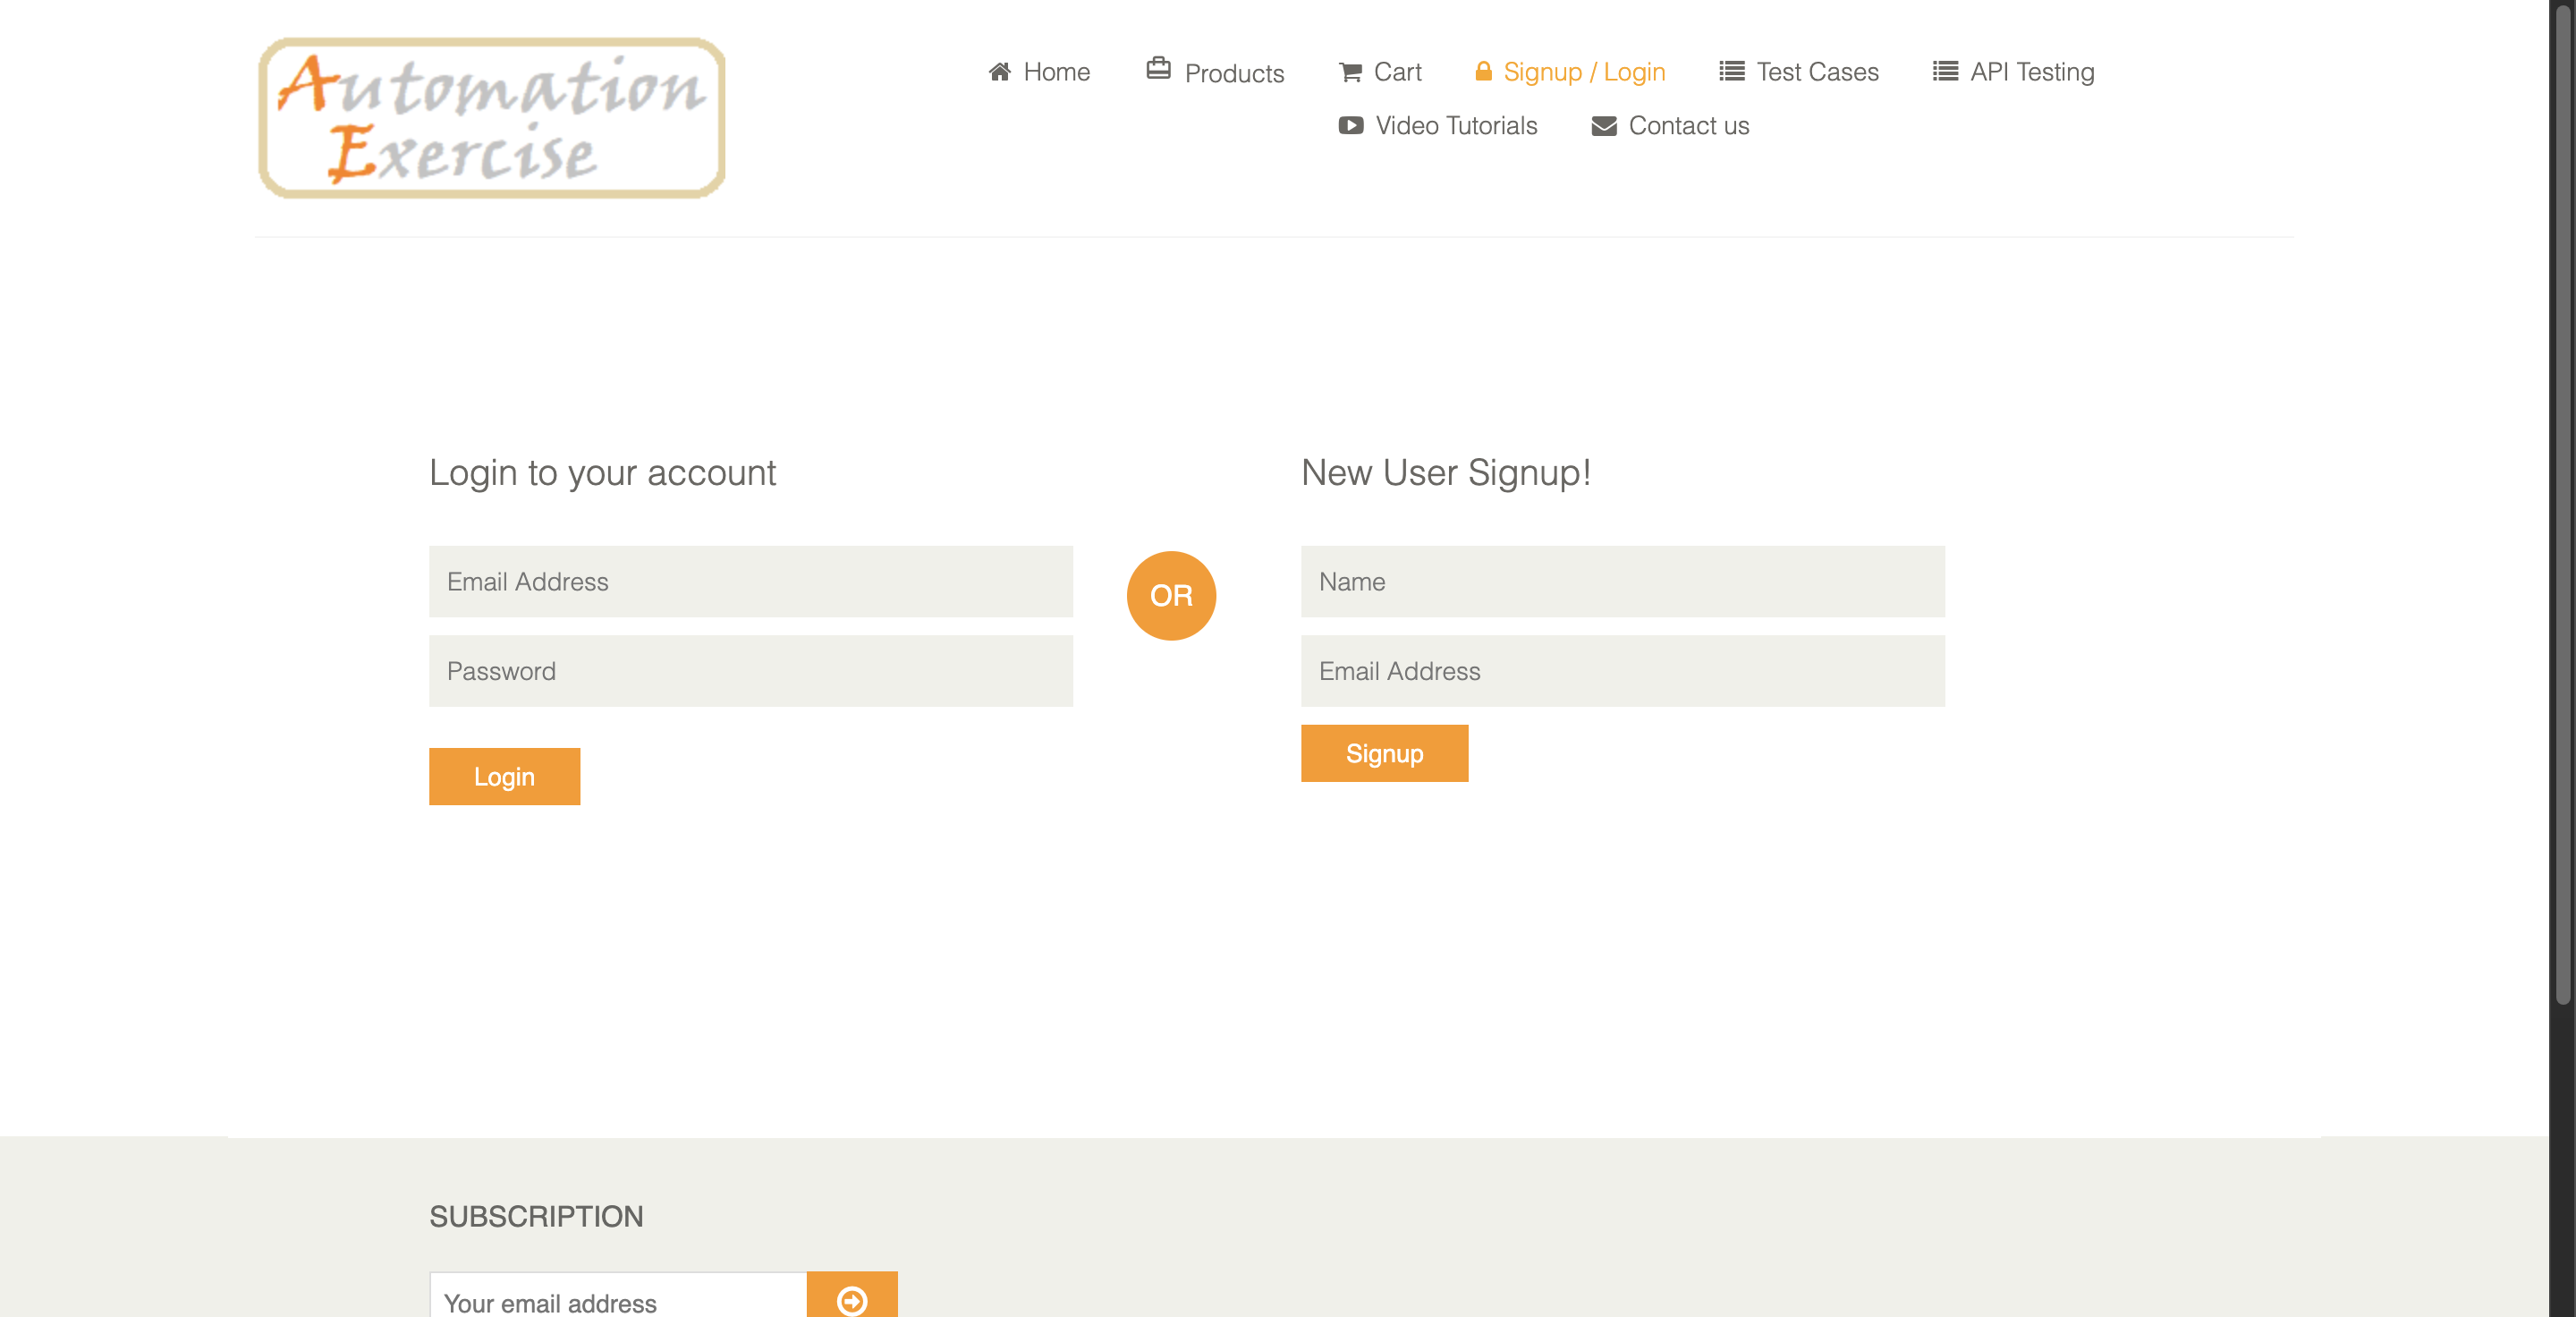 Automation
Exercise
Home Products Cart Signup / Login Test Cases API Testing
Video Tutorials Contact us
Login to your account
Email Address
Password
Login
OR
New User Signup!
Name
Email Address
Signup
SUBSCRIPTION
Your email address